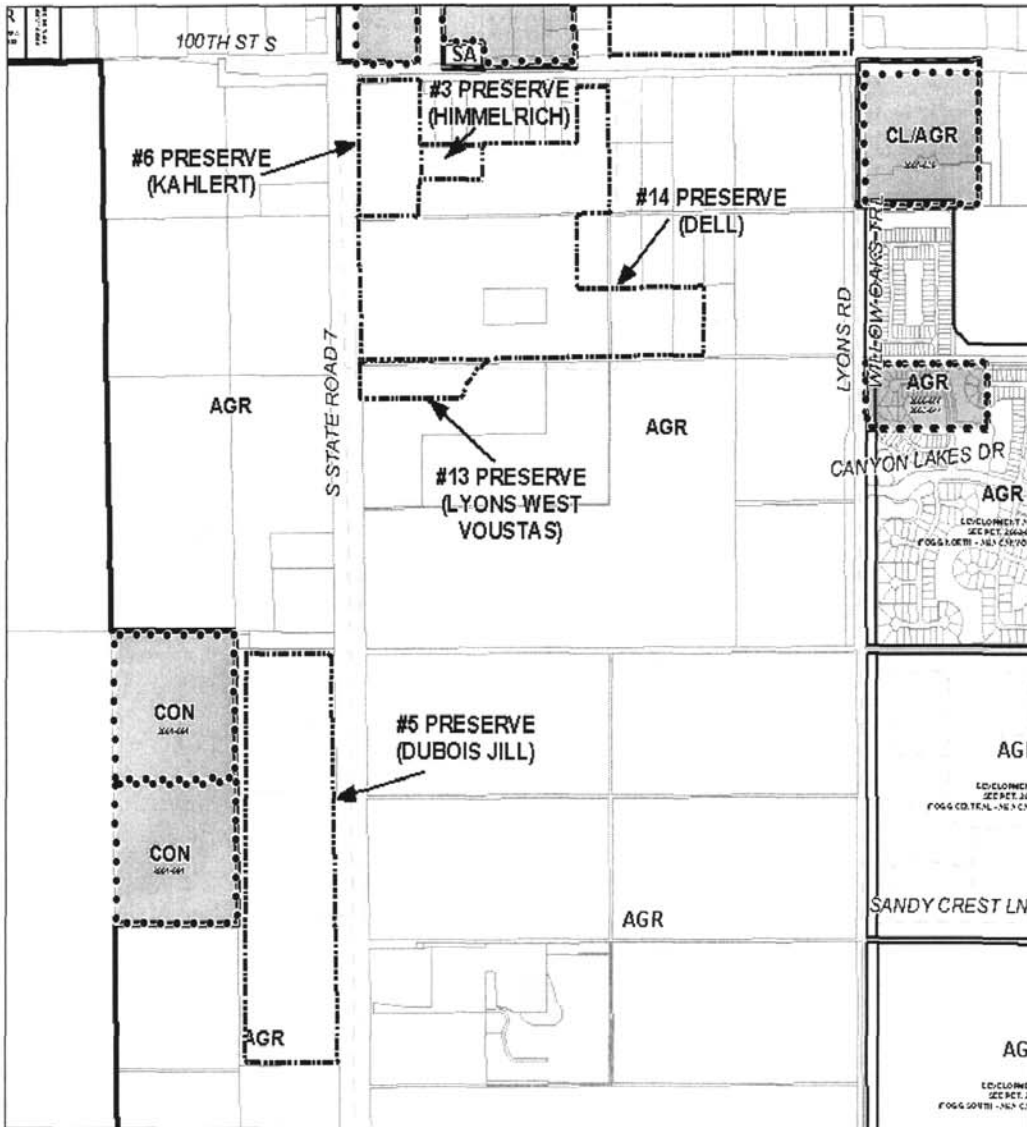 R
100TH ST S
SA
#3 PRESERVE
(HIMMELRICH)
#6 PRESERVE
(KAHLERT)
CL/AGR
#14 PRESERVE
(DELL)
S STATE ROAD 7
LYONS RD
WILLOW OAKS TRL
AGR
AGR
AGR
CANYON LAKES DR
#13 PRESERVE
(LYONS WEST
VOUSTAS)
AGR
CON
#5 PRESERVE
(DUBOIS JILL)
CON
AGR
SANDY CREST LN
AGR
AG